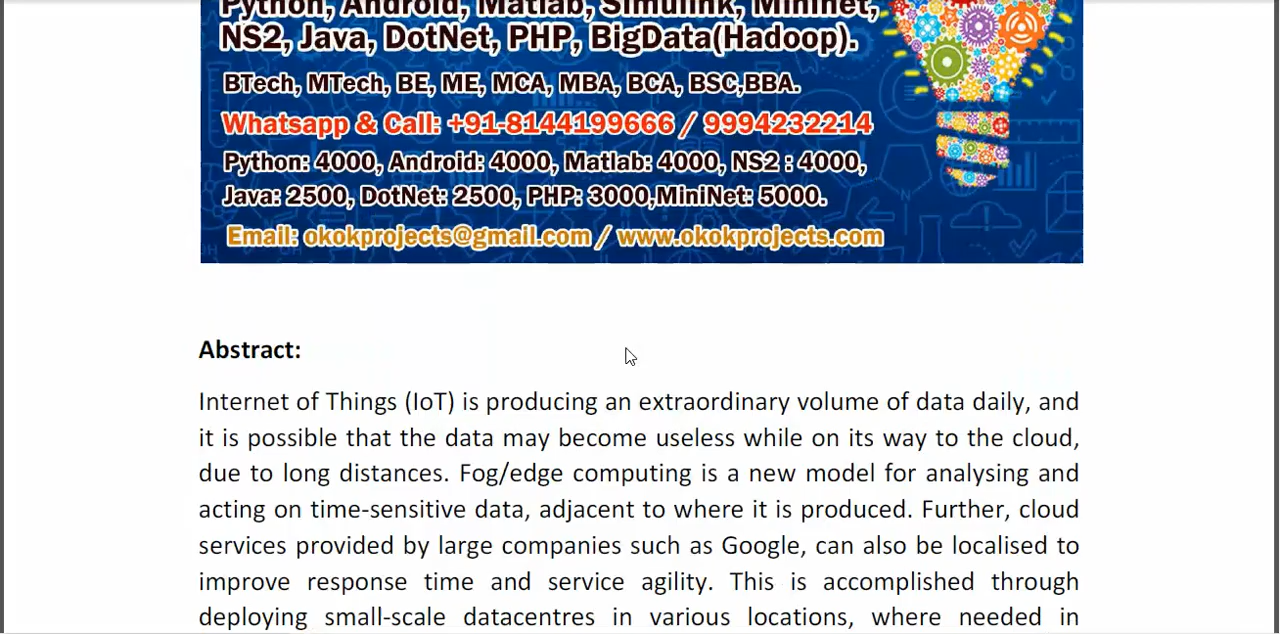 Python, Android, Matlab, Simulink, Mininet,
NS2, Java, DotNet, PHP, BigData(Hadoop).
BTech, MTech, BE, ME, MCA, MBA, BCA, BSC,BBA.
Whatsapp & Call: +91-8144199666 / 9994232214
Python: 4000, Android: 4000, Matlab: 4000, NS2 : 4000,
Java: 2500, DotNet: 2500, PHP: 3000,MiniNet: 5000.
Email: okokprojects@gmail.com / www.okokprojects.com
Abstract:
Internet of Things (IoT) is producing an extraordinary volume of data daily, and
it is possible that the data may become useless while on its way to the cloud,
due to long distances. Fog/edge computing is a new model for analysing and
acting on time-sensitive data, adjacent to where it is produced. Further, cloud
services provided by large companies such as Google, can also be localised to
improve response time and service agility. This is accomplished through
deploying small-scale datacentres in various locations, where needed in